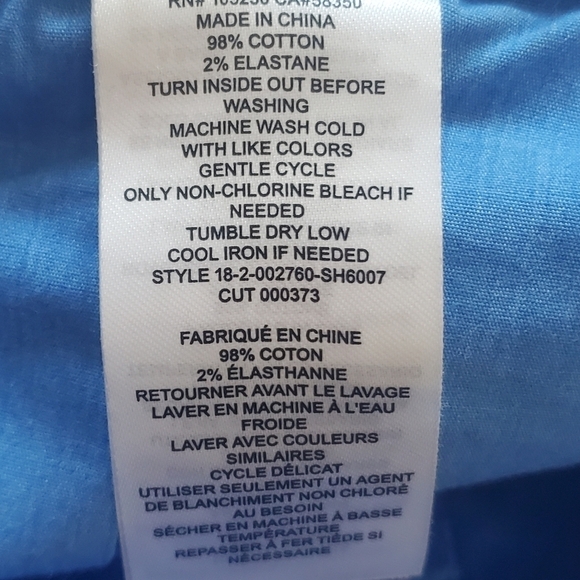 MADE IN CHINA
98% COTTON
2% ELASTANE
TURN INSIDE OUT BEFORE
WASHING
MACHINE WASH COLD
WITH LIKE COLORS
GENTLE CYCLE
ONLY NON-CHLORINE BLEACH IF
NEEDED
TUMBLE DRY LOW
COOL IRON IF NEEDED
STYLE 18-2-002760-SH6007
CUT 000373
FABRIQUÉ EN CHINE
98% COTON
2% ÉLASTHANNE
RETOURNER AVANT LE LAVAGE
LAVER EN MACHINE À L'EAU
FROIDE
LAVER AVEC COULEURS
SIMILAIRES
CYCLE DÉLICAT
UTILISER SEULEMENT UN AGENT
DE BLANCHIMENT NON CHLORÉ
AU BESOIN
SÉCHER EN MACHINE À BASSE
TEMPÉRATURE
REPASSER À FER TIÉDE SI
NÉCESSAIRE